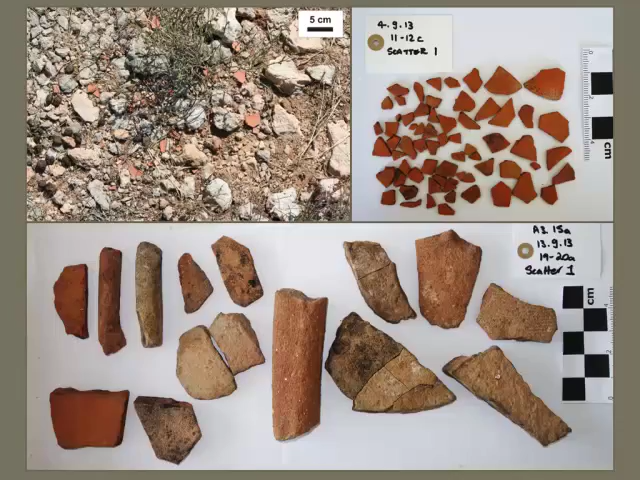 5 cm
4.9.13
11-12c
SCATTER 1
cm
A3.15a
13.9.13
19-20a
Scatter 1
cm